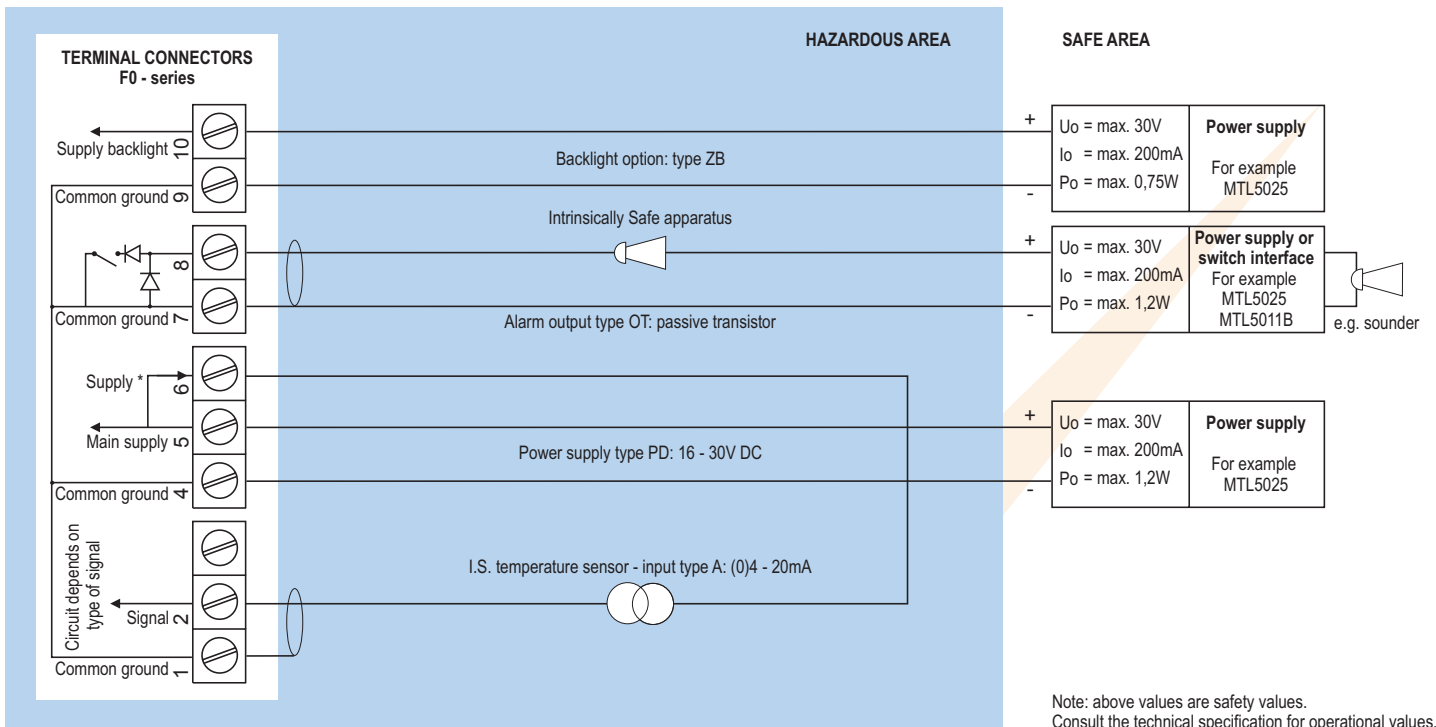 HAZARDOUS AREA
SAFE AREA
TERMINAL CONNECTORS
F0 - series
Supply backlight
10
Common ground
9
8
Common ground
7
Supply *
6
Main supply
5
Common ground
4
Circuit depends on
type of signal
Signal
2
Common ground
1
Backlight option: type ZB
Intrinsically Safe apparatus
Alarm output type OT: passive transistor
Power supply type PD: 16 - 30V DC
I.S. temperature sensor - input type A: (0)4 - 20mA
+
-
Uo = max. 30V
Io = max. 200mA
Po = max. 0,75W
Power supply
For example
MTL5025
+
-
Uo = max. 30V
Io = max. 200mA
Po = max. 1,2W
Power supply or
switch interface
For example
MTL5025
MTL5011B
e.g. sounder
+
-
Uo = max. 30V
Io = max. 200mA
Po = max. 1,2W
Power supply
For example
MTL5025
Note: above values are safety values.
Consult the technical specification for operational values.